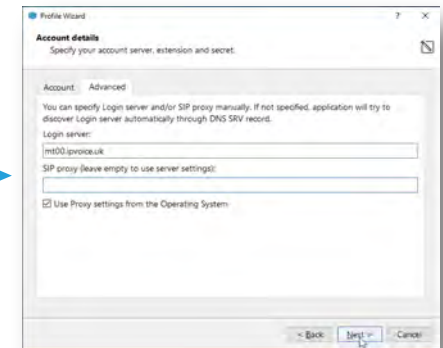 Profile Wizard
Account details
Specify your account server, extension and secret.
Account Advanced
You can specify Login server and/or SIP proxy manually. If not specified, application will try to
discover Login server automatically through DNS SRV record.
Login server:
mt00.ipvoice.uk
SIP proxy (leave empty to use server settings):
Use Proxy settings from the Operating System
< Back Next > Cancel